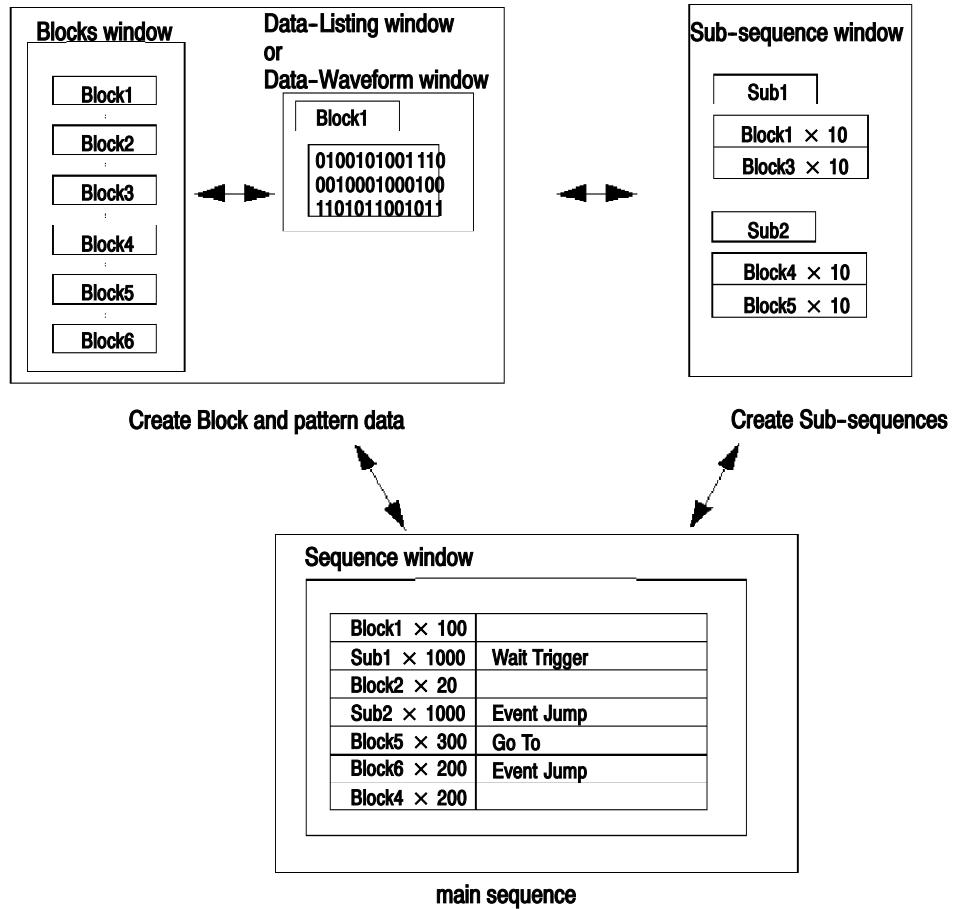 Blocks window
Block1
Block2
Block3
Block4
Block5
Block6
Data-Listing window
or
Data-Waveform window
Block1
0100101001110
0010001000100
1101011001011
Sub-sequence window
Sub1
Block1 × 10
Block3 × 10
Sub2
Block4 × 10
Block5 × 10
Create Block and pattern data
Create Sub-sequences
Sequence window
Block1 × 100
Sub1 × 1000 Wait Trigger
Block2 × 20
Sub2 × 1000 Event Jump
Block5 × 300 Go To
Block6 × 200 Event Jump
Block4 × 200
main sequence